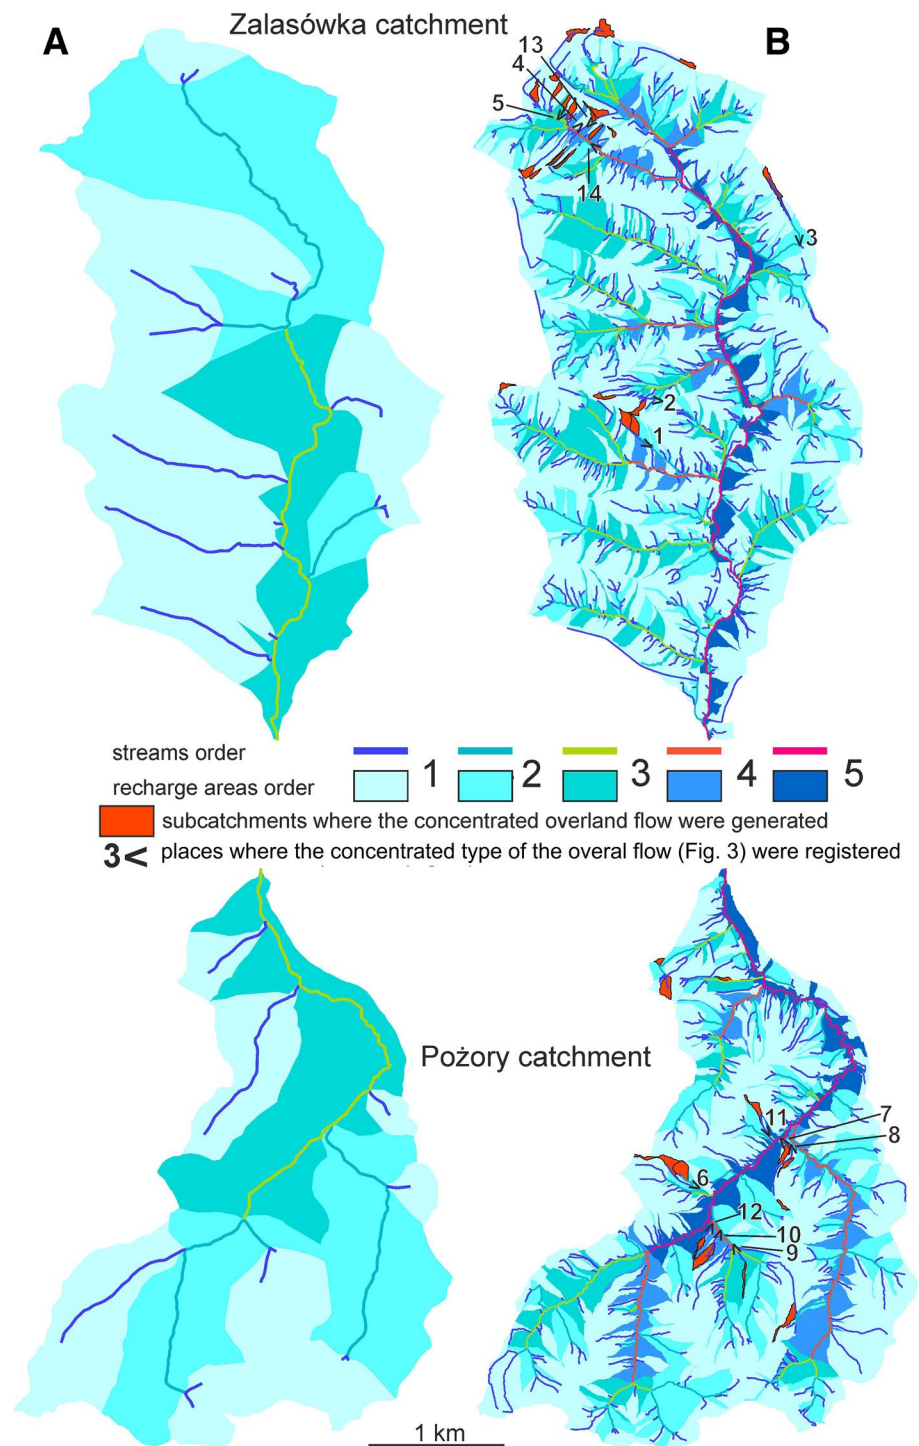 Zalasówka catchment
A
B
13
4
5
14
3
2
1
streams order
recharge areas order
1
2
3
4
5
subcatchments where the concentrated overland flow were generated
3< places where the concentrated type of the overal flow (Fig. 3) were registered
Pożory catchment
11
7
8
6
12
10
9
1 km